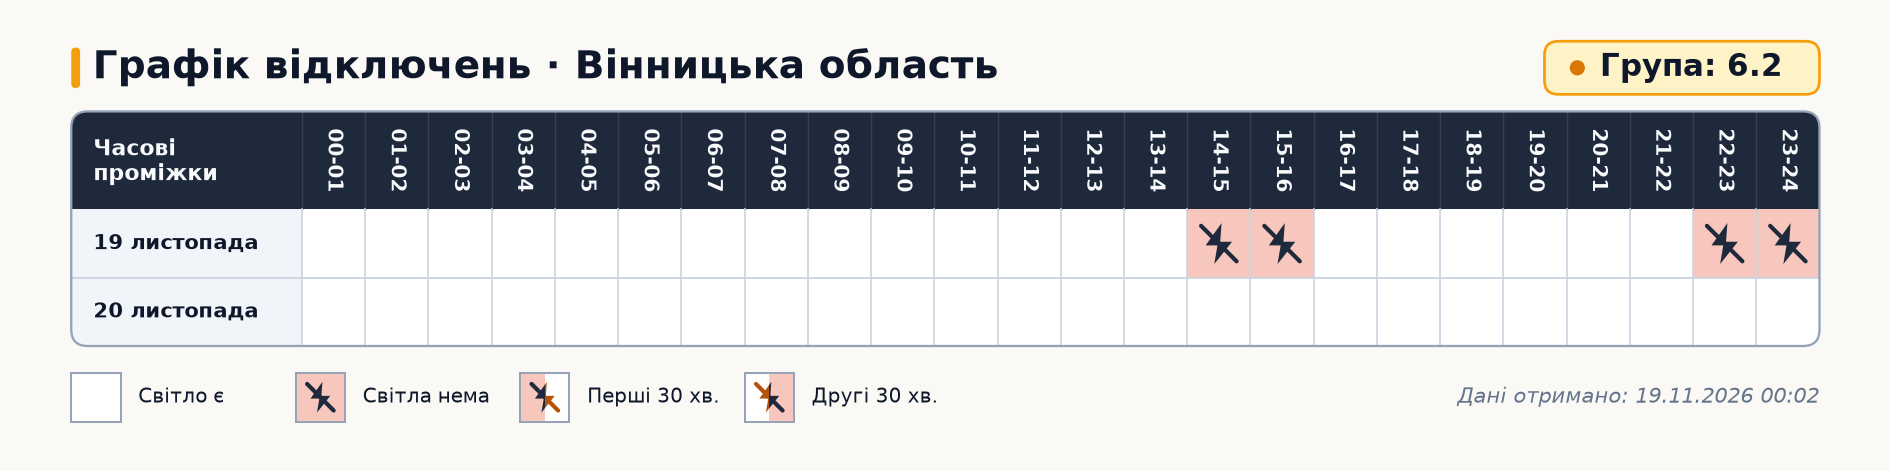 Графік відключень · Вінницька область
Група: 6.2
Часові
проміжки
00-01
01-02
02-03
03-04
04-05
05-06
06-07
07-08
08-09
09-10
10-11
11-12
12-13
13-14
14-15
15-16
16-17
17-18
18-19
19-20
20-21
21-22
22-23
23-24
19 листопада
20 листопада
Світло є
Світла нема
Перші 30 хв.
Другі 30 хв.
Дані отримано: 19.11.2026 00:02